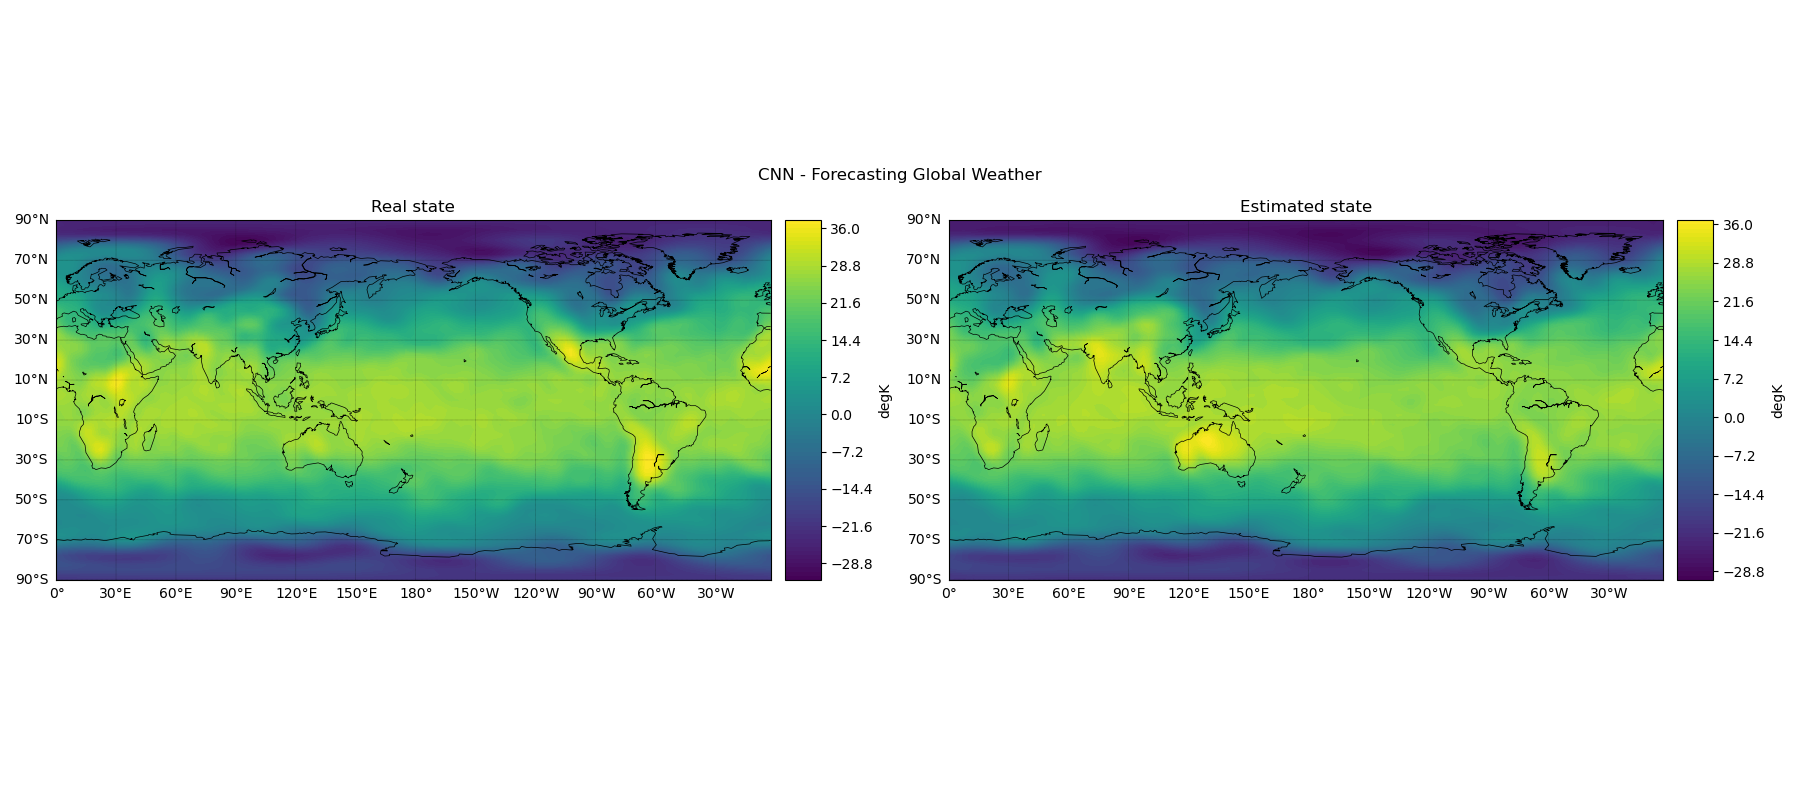 CNN - Forecasting Global Weather
Real state
90°N
70°N
50°N
30°N
10°N
10°S
30°S
50°S
70°S
90°S
0°
30°E
60°E
90°E
120°E
150°E
180°
150°W
120°W
90°W
60°W
30°W
36.0
28.8
21.6
14.4
7.2
0.0
−7.2
−14.4
−21.6
−28.8
degK
Estimated state
90°N
70°N
50°N
30°N
10°N
10°S
30°S
50°S
70°S
90°S
0°
30°E
60°E
90°E
120°E
150°E
180°
150°W
120°W
90°W
60°W
30°W
36.0
28.8
21.6
14.4
7.2
0.0
−7.2
−14.4
−21.6
−28.8
degK